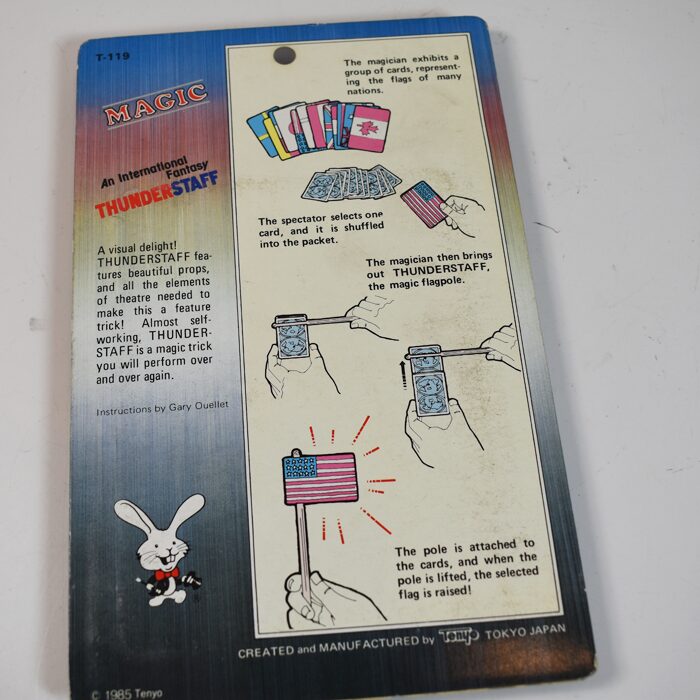 T-119
MAGIC
An International
Fantasy
THUNDERSTAFF
A visual delight!
THUNDERSTAFF fea-
tures beautiful props,
and all the elements
of theatre needed to
make this a feature
trick! Almost self-
working, THUNDER-
STAFF is a magic trick
you will perform over
and over again.
Instructions by Gary Ouellet
The magician exhibits a
group of cards, represent-
ing the flags of many
nations.
The spectator selects one
card, and it is shuffled
into the packet.
The magician then brings
out THUNDERSTAFF,
the magic flagpole.
The pole is attached to
the cards, and when the
pole is lifted, the selected
flag is raised!
CREATED and MANUFACTURED by Tenyo TOKYO JAPAN
© 1985 Tenyo